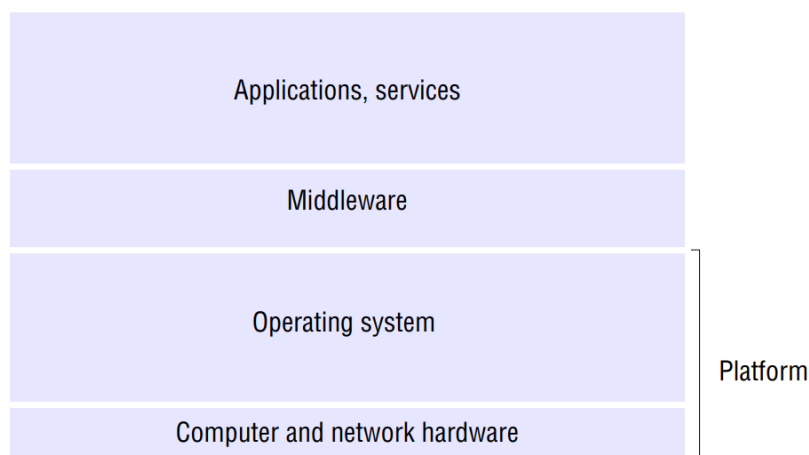 Applications, services
Middleware
Operating system
Platform
Computer and network hardware